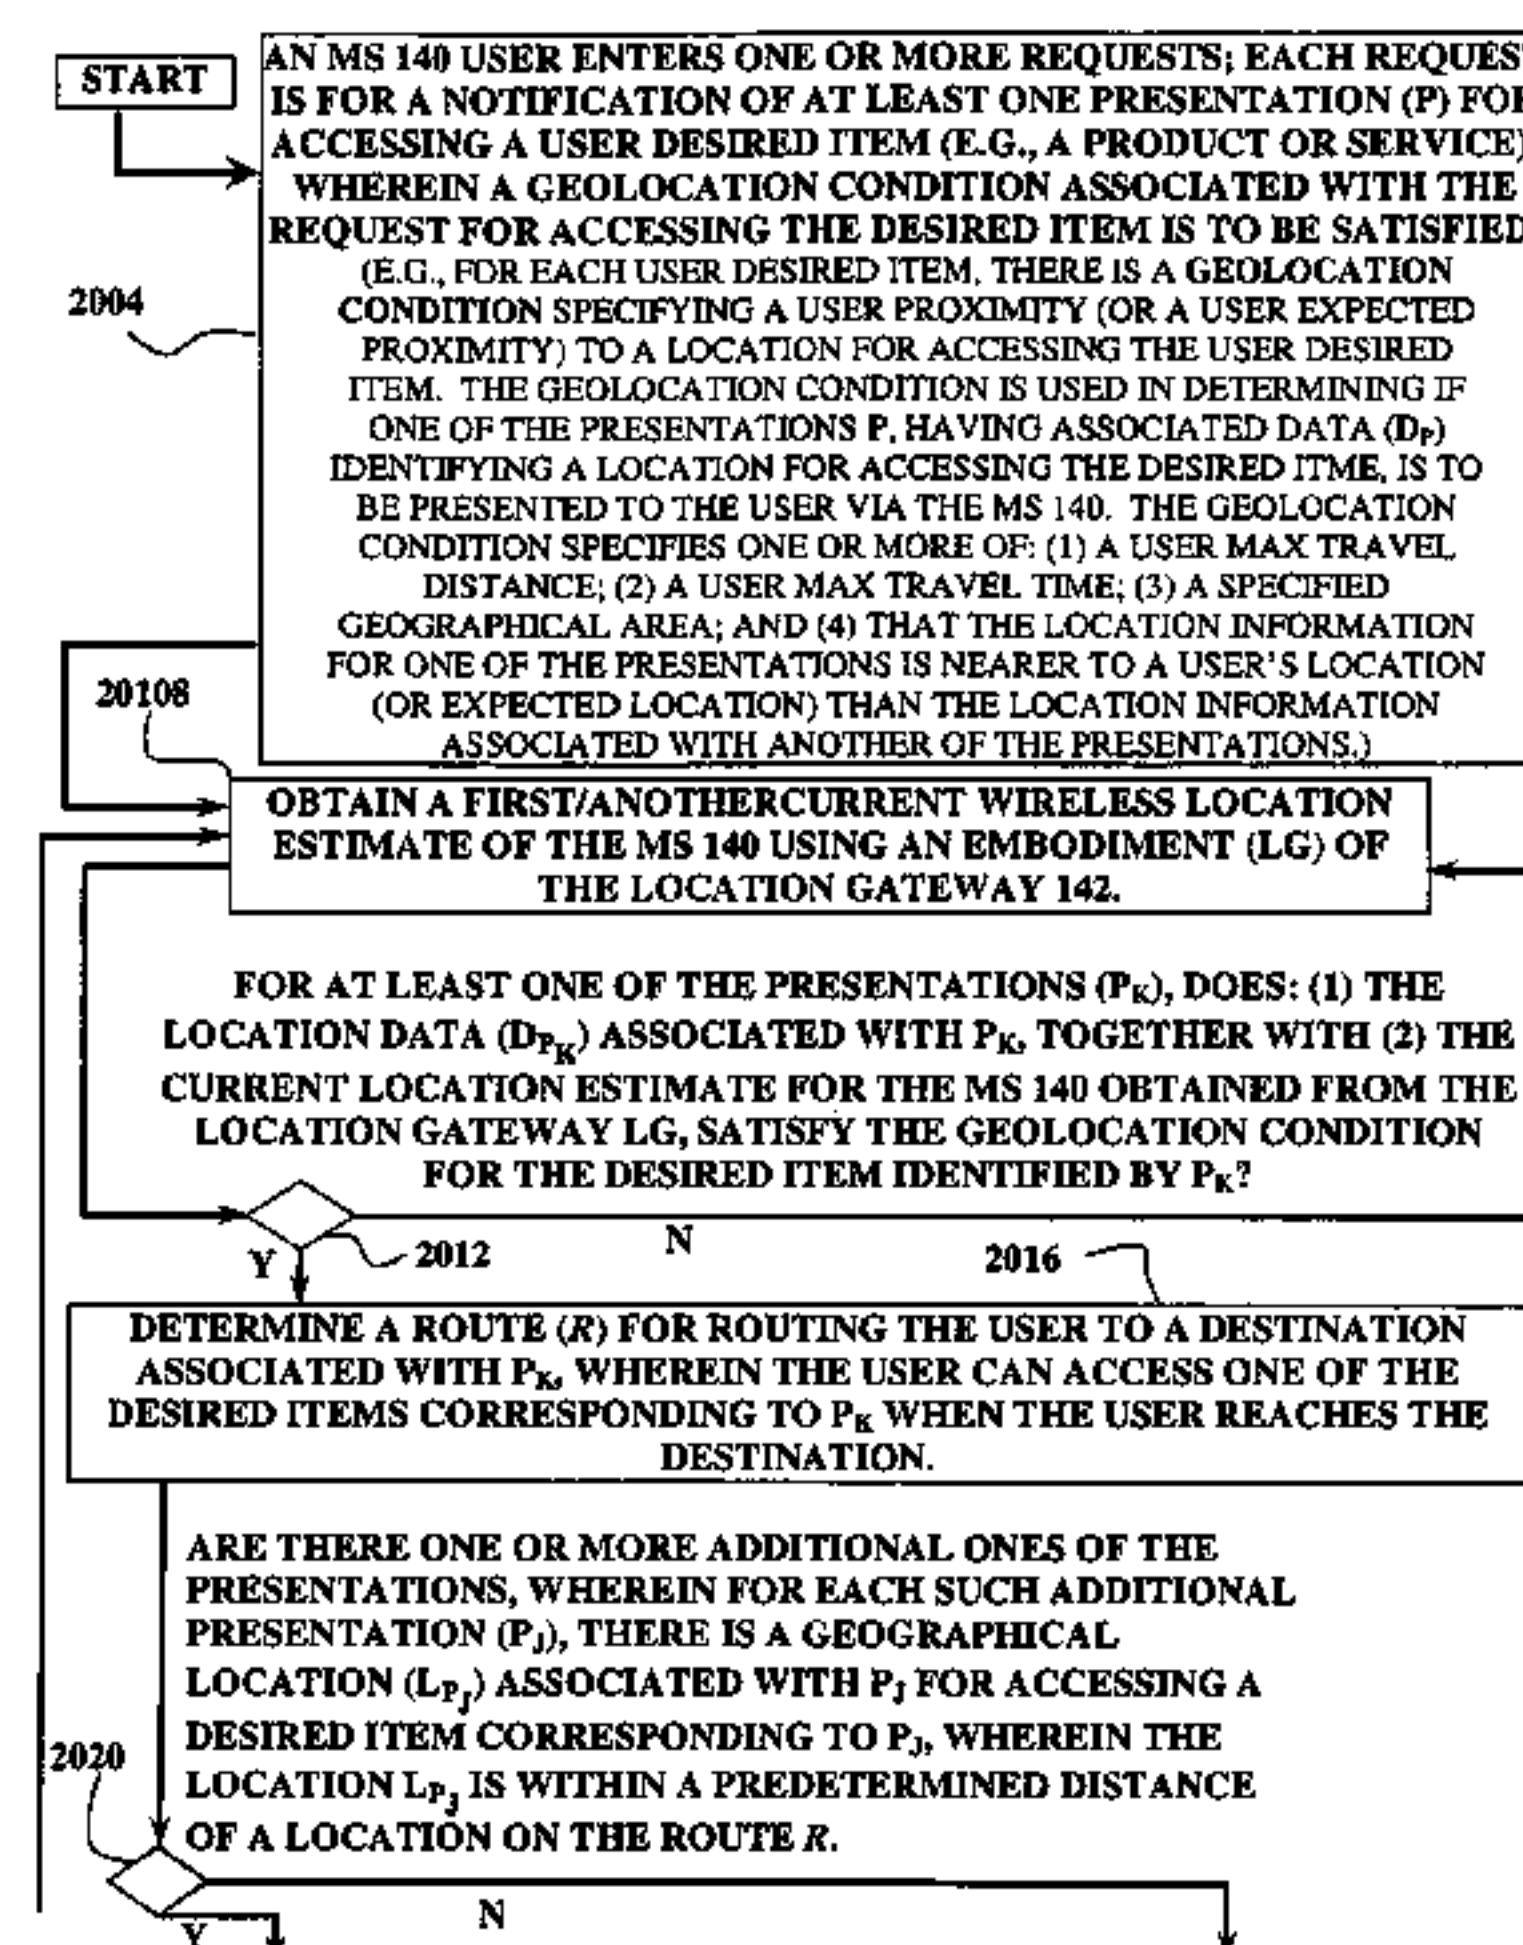 START
AN MS 140 USER ENTERS ONE OR MORE REQUESTS; EACH REQUEST
IS FOR A NOTIFICATION OF AT LEAST ONE PRESENTATION (P) FOR
ACCESSING A USER DESIRED ITEM (E.G., A PRODUCT OR SERVICE)
WHEREIN A GEOLOCATION CONDITION ASSOCIATED WITH THE
REQUEST FOR ACCESSING THE DESIRED ITEM IS TO BE SATISFIED
(E.G., FOR EACH USER DESIRED ITEM, THERE IS A GEOLOCATION
2004
CONDITION SPECIFYING A USER PROXIMITY (OR A USER EXPECTED
PROXIMITY) TO A LOCATION FOR ACCESSING THE USER DESIRED
ITEM. THE GEOLOCATION CONDITION IS USED IN DETERMINING IF
ONE OF THE PRESENTATIONS P, HAVING ASSOCIATED DATA (DP)
IDENTIFYING A LOCATION FOR ACCESSING THE DESIRED ITME, IS TO
BE PRESENTED TO THE USER VIA THE MS 140. THE GEOLOCATION
CONDITION SPECIFIES ONE OR MORE OF: (1) A USER MAX TRAVEL
DISTANCE; (2) A USER MAX TRAVEL TIME; (3) A SPECIFIED
GEOGRAPHICAL AREA; AND (4) THAT THE LOCATION INFORMATION
FOR ONE OF THE PRESENTATIONS IS NEARER TO A USER'S LOCATION
(OR EXPECTED LOCATION) THAN THE LOCATION INFORMATION
ASSOCIATED WITH ANOTHER OF THE PRESENTATIONS.)
20108
OBTAIN A FIRST/ANOTHERCURRENT WIRELESS LOCATION
ESTIMATE OF THE MS 140 USING AN EMBODIMENT (LG) OF
THE LOCATION GATEWAY 142.
FOR AT LEAST ONE OF THE PRESENTATIONS (PK), DOES: (1) THE
LOCATION DATA (DPK) ASSOCIATED WITH PK, TOGETHER WITH (2) THE
CURRENT LOCATION ESTIMATE FOR THE MS 140 OBTAINED FROM THE
LOCATION GATEWAY LG, SATISFY THE GEOLOCATION CONDITION
FOR THE DESIRED ITEM IDENTIFIED BY PK?
N
Y
2012
2016
DETERMINE A ROUTE (R) FOR ROUTING THE USER TO A DESTINATION
ASSOCIATED WITH PK, WHEREIN THE USER CAN ACCESS ONE OF THE
DESIRED ITEMS CORRESPONDING TO PK WHEN THE USER REACHES THE
DESTINATION.
ARE THERE ONE OR MORE ADDITIONAL ONES OF THE
PRESENTATIONS, WHEREIN FOR EACH SUCH ADDITIONAL
PRESENTATION (PJ), THERE IS A GEOGRAPHICAL
LOCATION (LPJ) ASSOCIATED WITH PJ FOR ACCESSING A
DESIRED ITEM CORRESPONDING TO PJ, WHEREIN THE
2020
LOCATION LPJ IS WITHIN A PREDETERMINED DISTANCE
OF A LOCATION ON THE ROUTE R.
N
Y